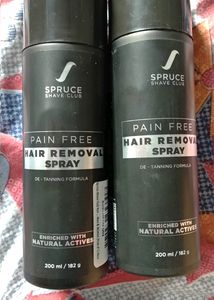 SPRUCE
SHAVE CLUB
PAIN FREE
HAIR REMOVAL
SPRAY
DE - TANNING FORMULA
ENRICHED WITH
NATURAL ACTIVES
200 ml / 182 g
SPRUCE
SHAVE CLUB
PAIN FREE
HAIR REMOVAL
SPRAY
DE - TANNING FORMULA
ENRICHED WITH
NATURAL ACTIVES
200 ml / 182 g